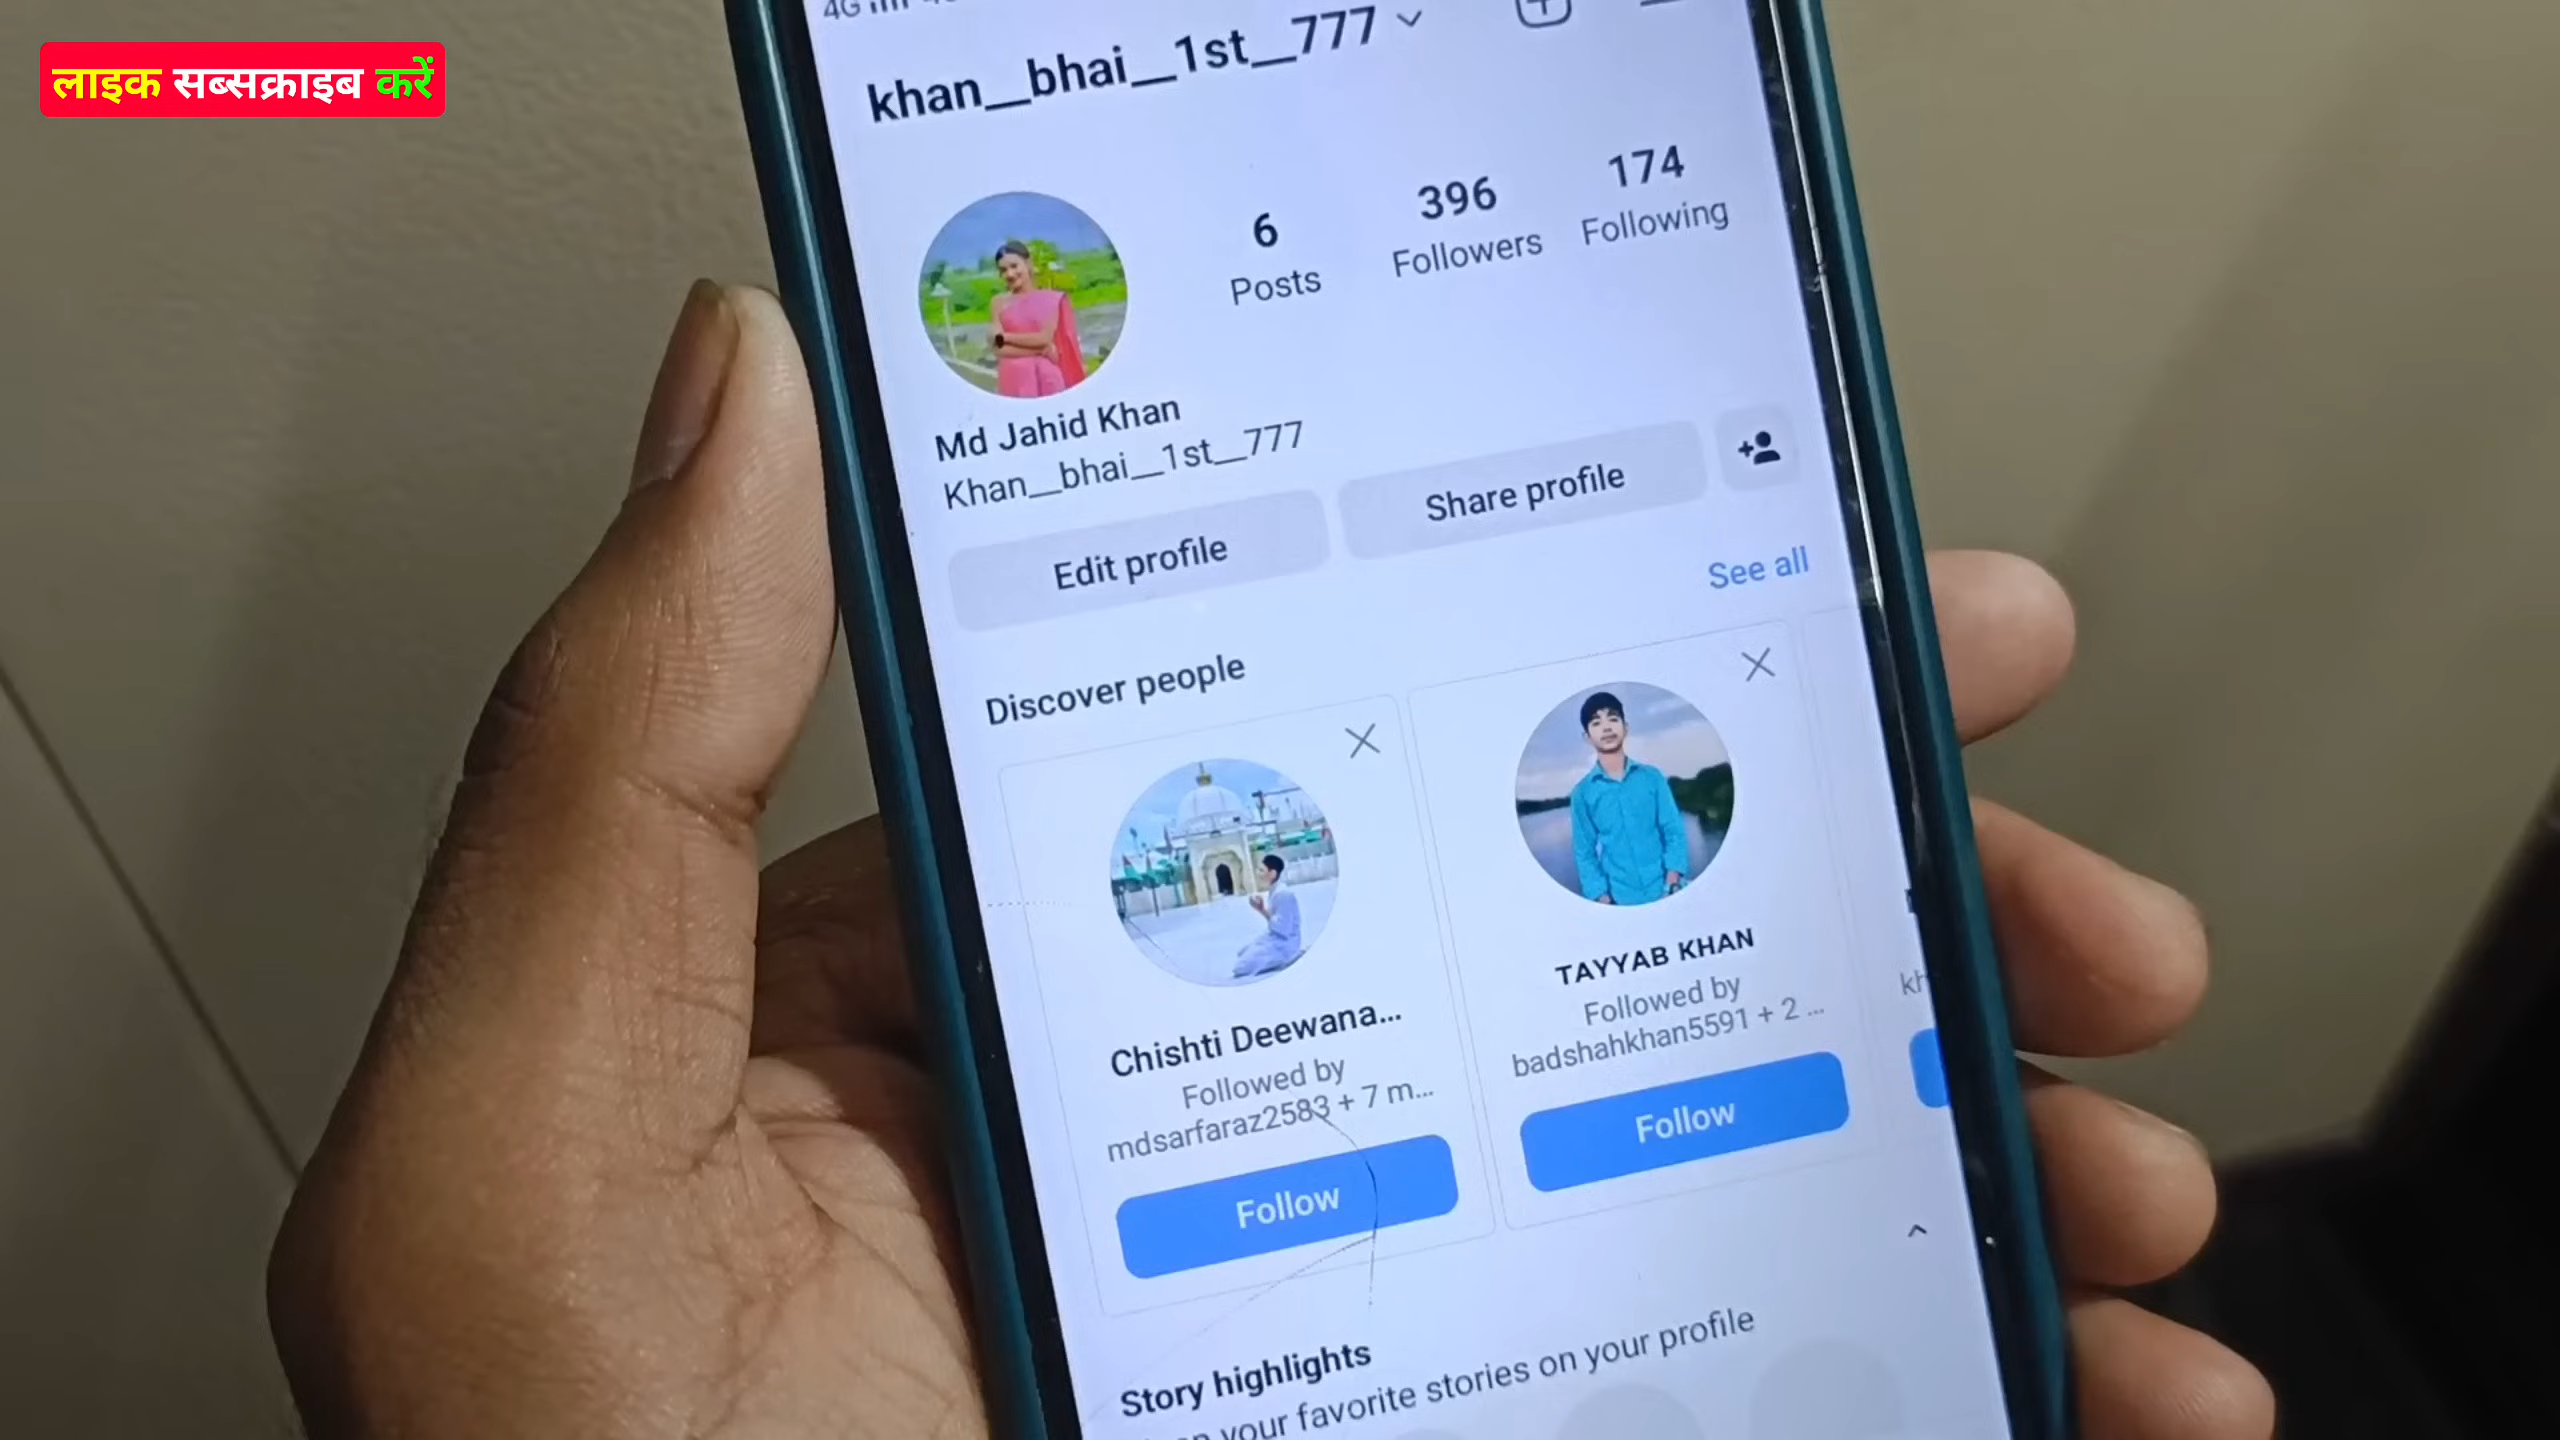 लाइक सब्सक्राइब करें
4G
khan__bhai__1st__777
6
Posts
396
Followers
174
Following
Md Jahid Khan
Khan__bhai__1st__777
Edit profile
Share profile
See all
Discover people
Chishti Deewana...
Followed by
mdsarfaraz2583 + 7 m...
Follow
TAYYAB KHAN
Followed by
badshahkhan5591 + 2 ...
Follow
Story highlights
your favorite stories on your profile